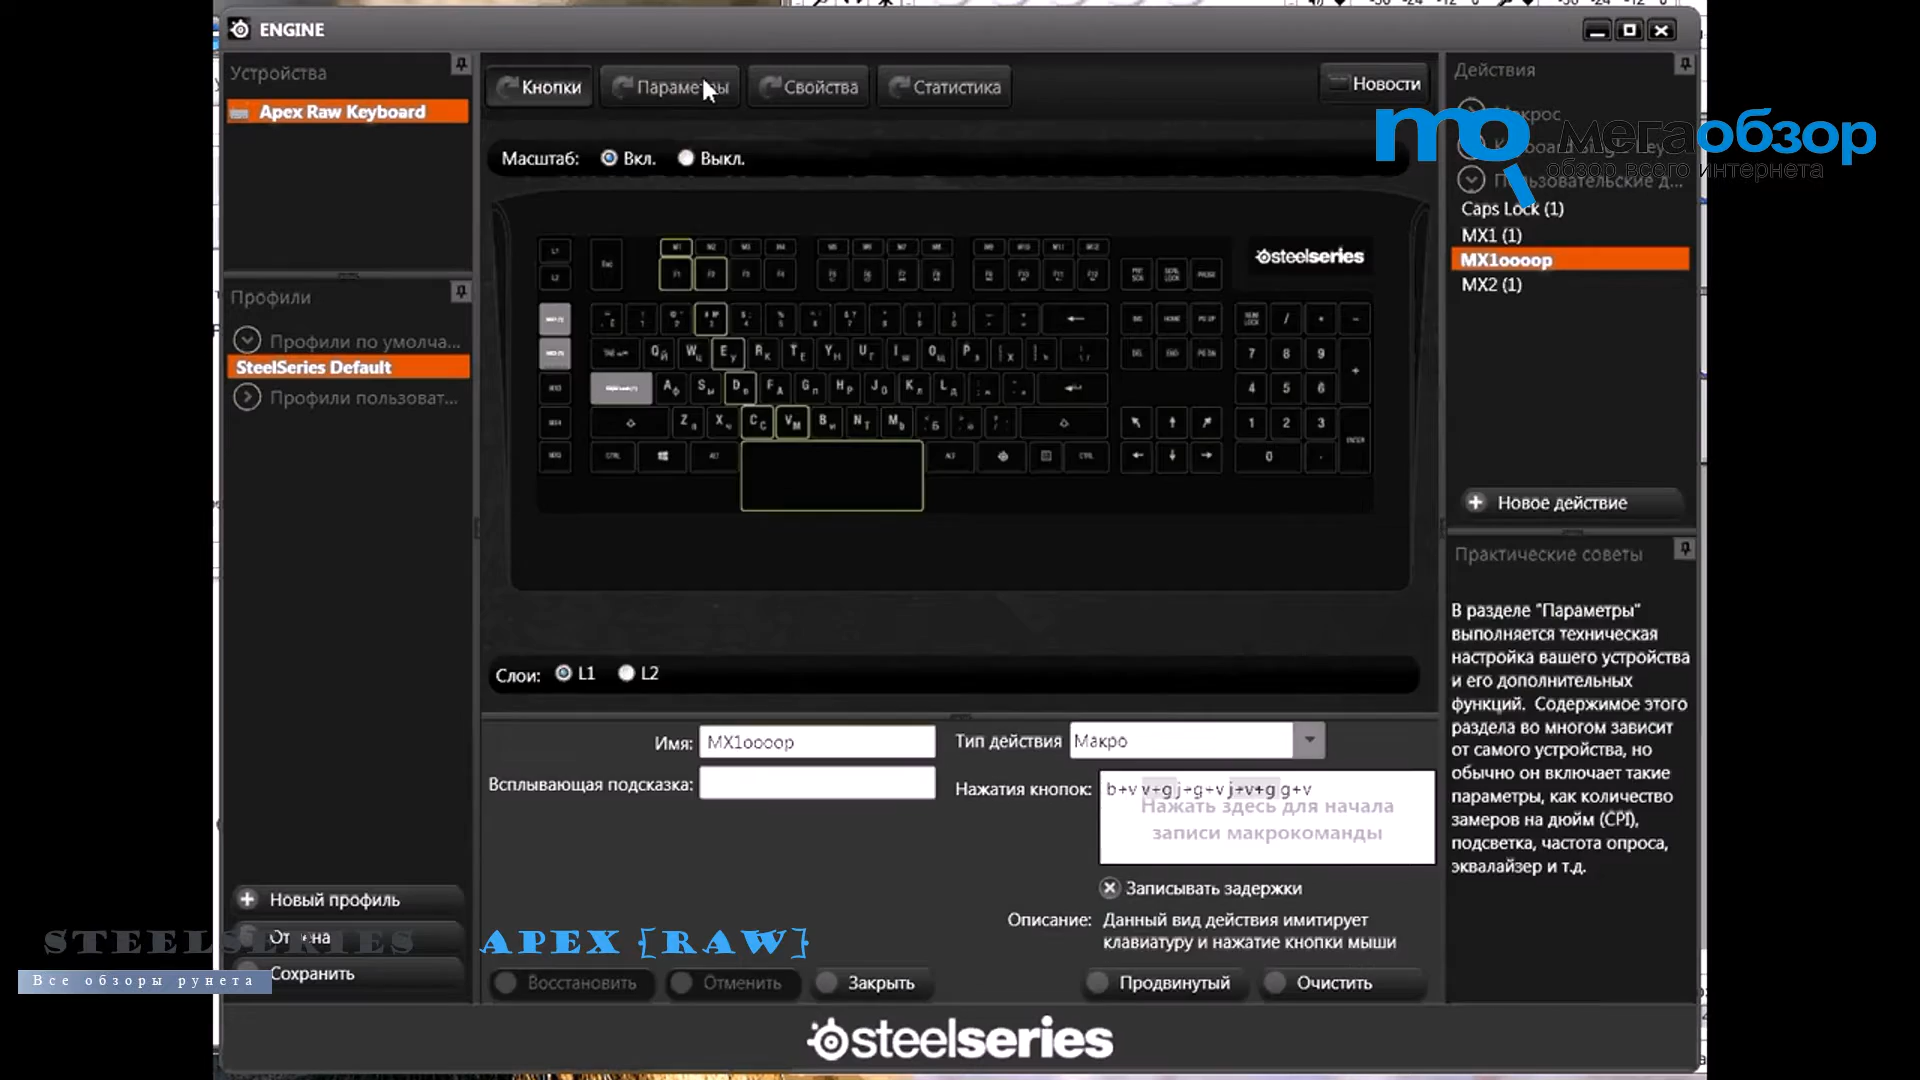 ENGINE
Устройства
Apex Raw Keyboard
Профили
Профили по умолча...
SteelSeries Default
Профили пользоват...
Новый профиль
Сохранить
Кнопки
Параметры
Свойства
Статистика
Новости
Масштаб: Вкл. Выкл.
steelseries
Слои: L1 L2
Имя: MX1oooop
Тип действия Макро
Всплывающая подсказка:
Нажатия кнопок: b+v v+g j+g+v j+v+g g+v
Нажать здесь для начала
записи макрокоманды
Записывать задержки
Описание: Данный вид действия имитирует
клавиатуру и нажатие кнопки мыши
Восстановить
Отменить
Закрыть
Продвинутый
Очистить
Действия
мегаобзор
обзор всего интернета
Пользовательские д...
Caps Lock (1)
MX1 (1)
MX1oooop
MX2 (1)
Новое действие
Практические советы
В разделе "Параметры"
выполняется техническая
настройка вашего устройства
и его дополнительных
функций. Содержимое этого
раздела во многом зависит
от самого устройства, но
обычно он включает такие
параметры, как количество
замеров на дюйм (CPI),
подсветка, частота опроса,
эквалайзер и т.д.
STEELSERIES APEX [RAW]
Все обзоры рунета
steelseries